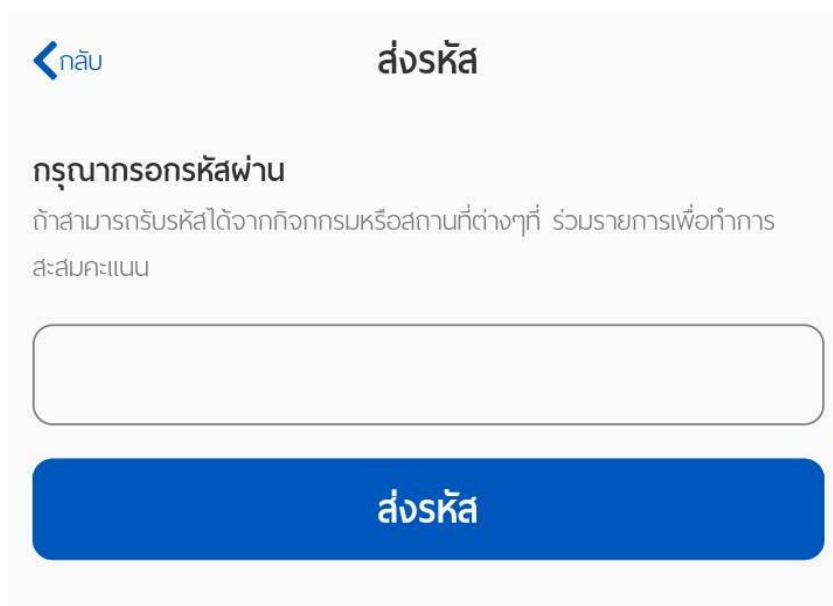 กลับ
ส่งรหัส
กรุณากรอกรหัสผ่าน
ถ้าสามารถรับรหัสได้จากกิจกกรมหรือสถานที่ต่างๆที่ ร่วมรายการเพื่อทำการ
สะสมคะแนน
ส่งรหัส